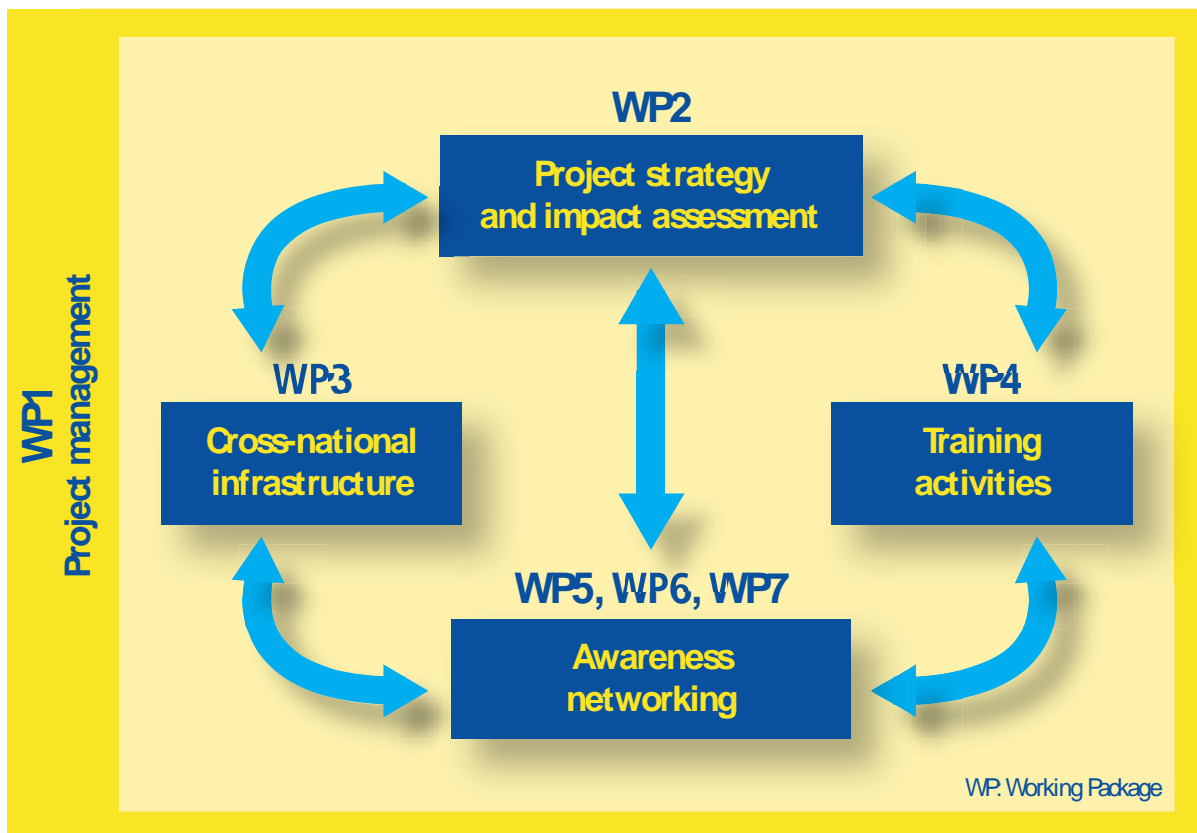 WP1
Project management
WP2
Project strategy
and impact assessment
WP3
Cross-national
infrastructure
WP4
Training
activities
WP5, WP6, WP7
Awareness
networking
WP: Working Package